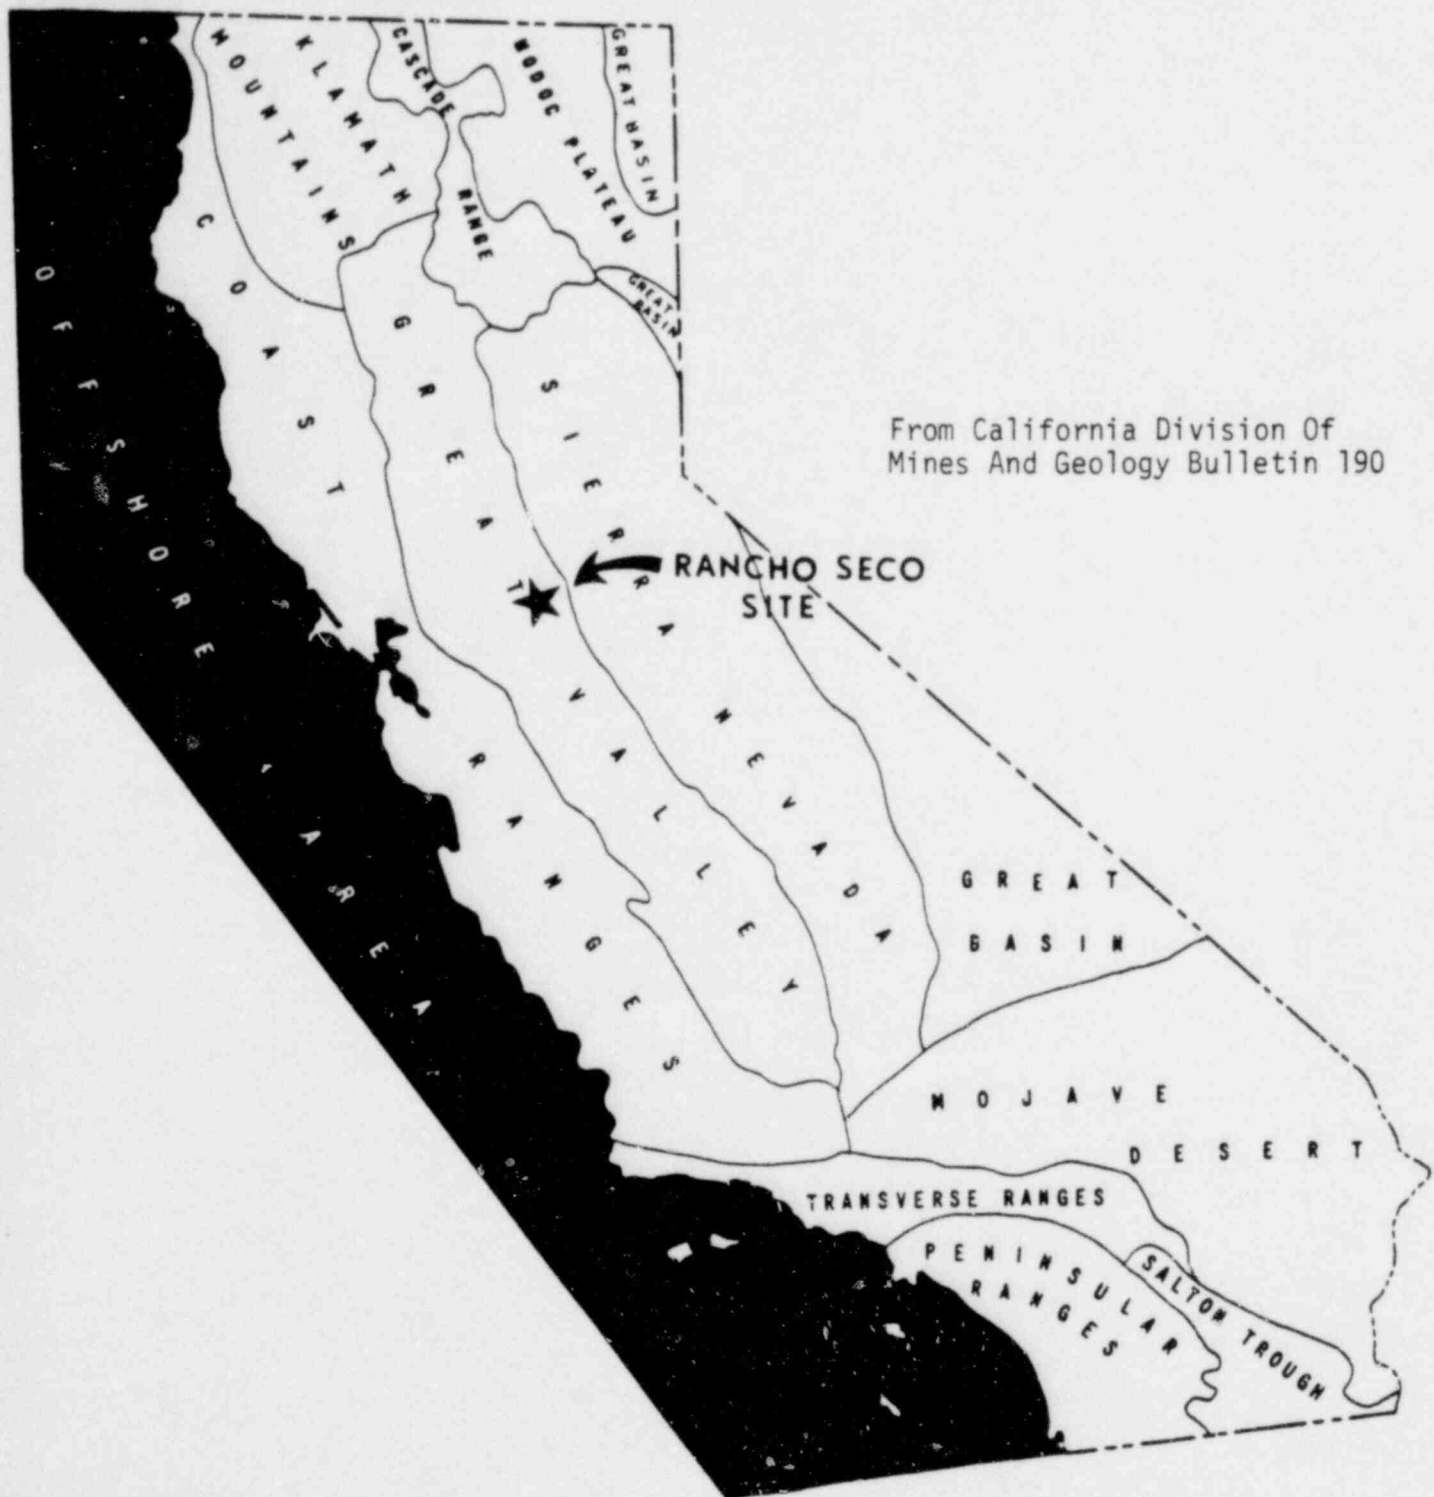 KLAMATH
MOUNTAINS
CASCADE
RANGE
MODOC PLATEAU
GREAT BASIN
GREAT
BASIN
COAST
RANGES
GREAT
VALLEY
SIERRA NEVADA
OFFSHORE AREA
From California Division Of
Mines And Geology Bulletin 190
RANCHO SECO
SITE
GREAT
BASIN
MOJAVE
DESERT
TRANSVERSE RANGES
PENINSULAR
RANGES
SALTON TROUGH